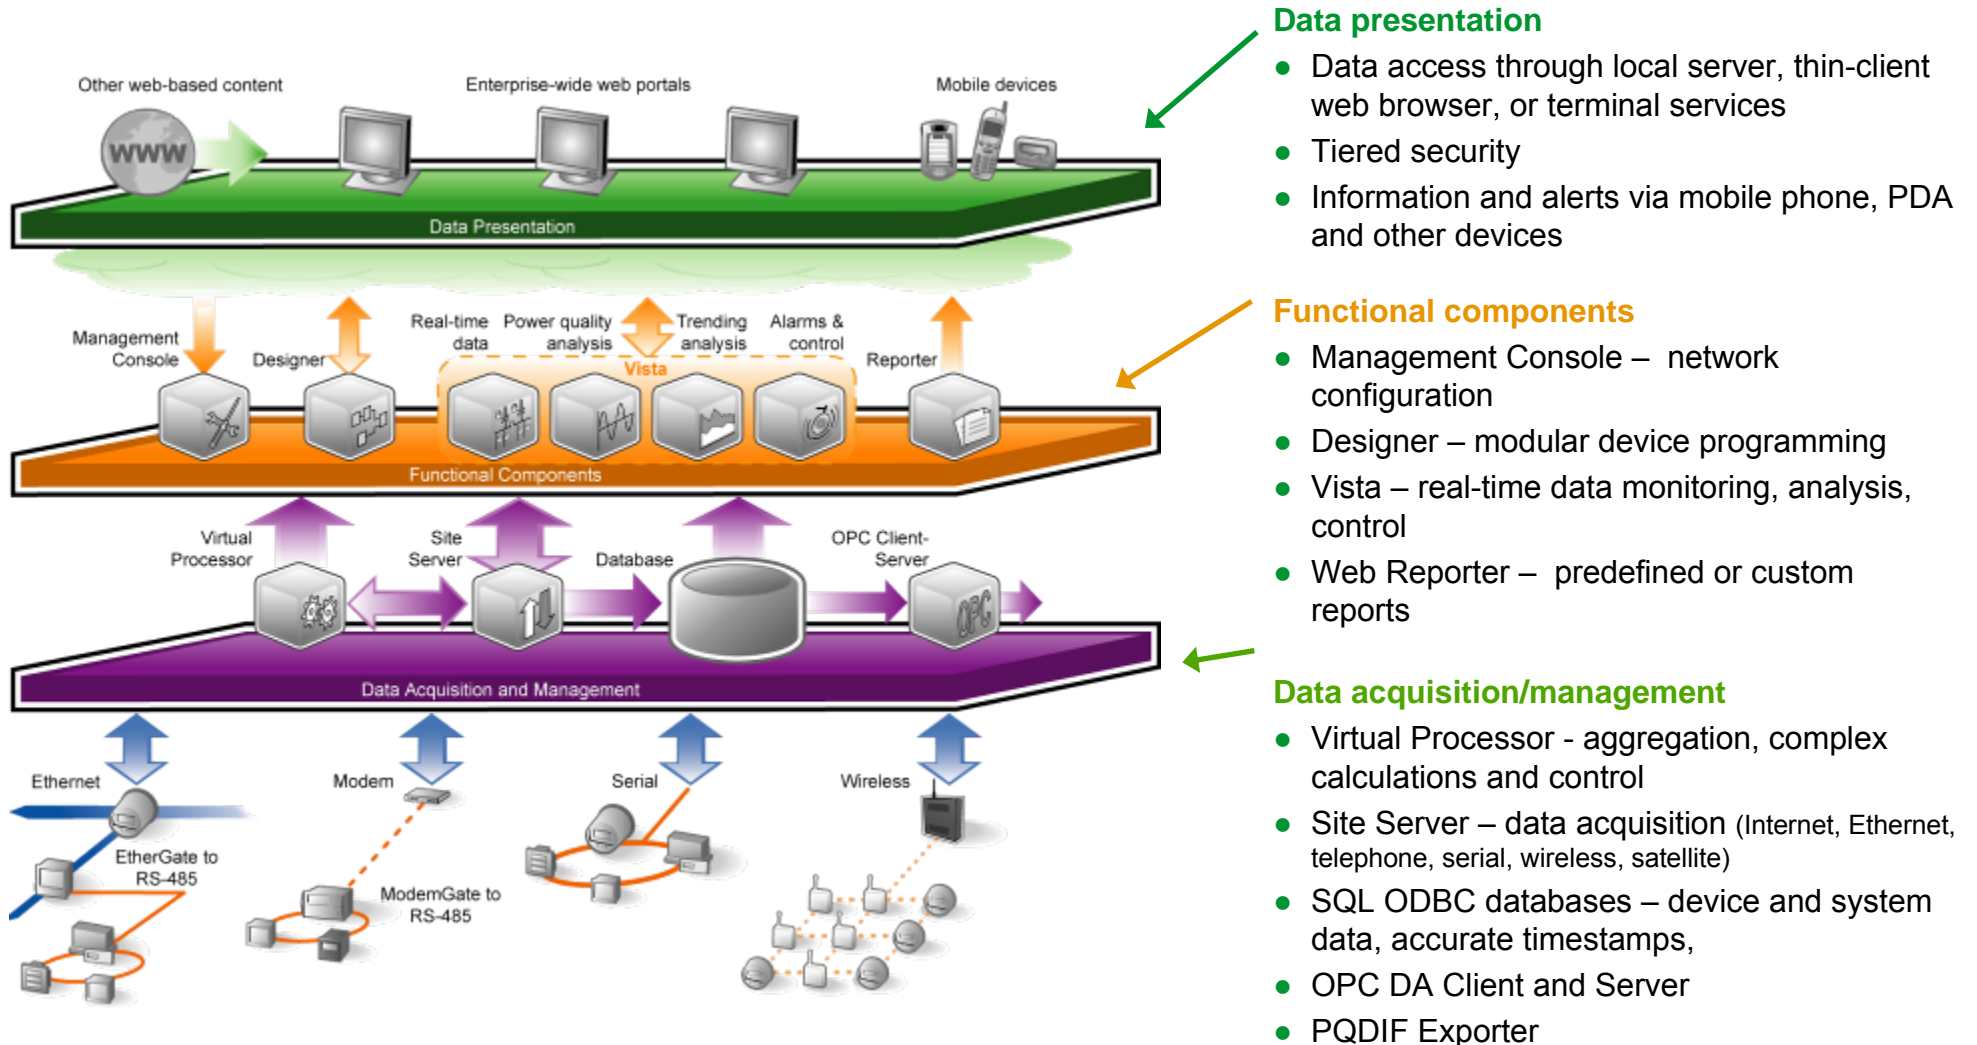 Other web-based content
Enterprise-wide web portals
Mobile devices
www
Data Presentation
Management
Console
Designer
Real-time
data
Power quality
analysis
Trending
analysis
Alarms &
control
Vista
Reporter
Functional Components
Virtual
Processor
Site
Server
Database
OPC Client-
Server
OPC
Data Acquisition and Management
Ethernet
Modem
Serial
Wireless
EtherGate to
RS-485
ModemGate to
RS-485
Data presentation
● Data access through local server, thin-client
web browser, or terminal services
● Tiered security
● Information and alerts via mobile phone, PDA
and other devices
Functional components
● Management Console – network
configuration
● Designer – modular device programming
● Vista – real-time data monitoring, analysis,
control
● Web Reporter – predefined or custom
reports
Data acquisition/management
● Virtual Processor - aggregation, complex
calculations and control
● Site Server – data acquisition (Internet, Ethernet,
telephone, serial, wireless, satellite)
● SQL ODBC databases – device and system
data, accurate timestamps,
● OPC DA Client and Server
● PQDIF Exporter